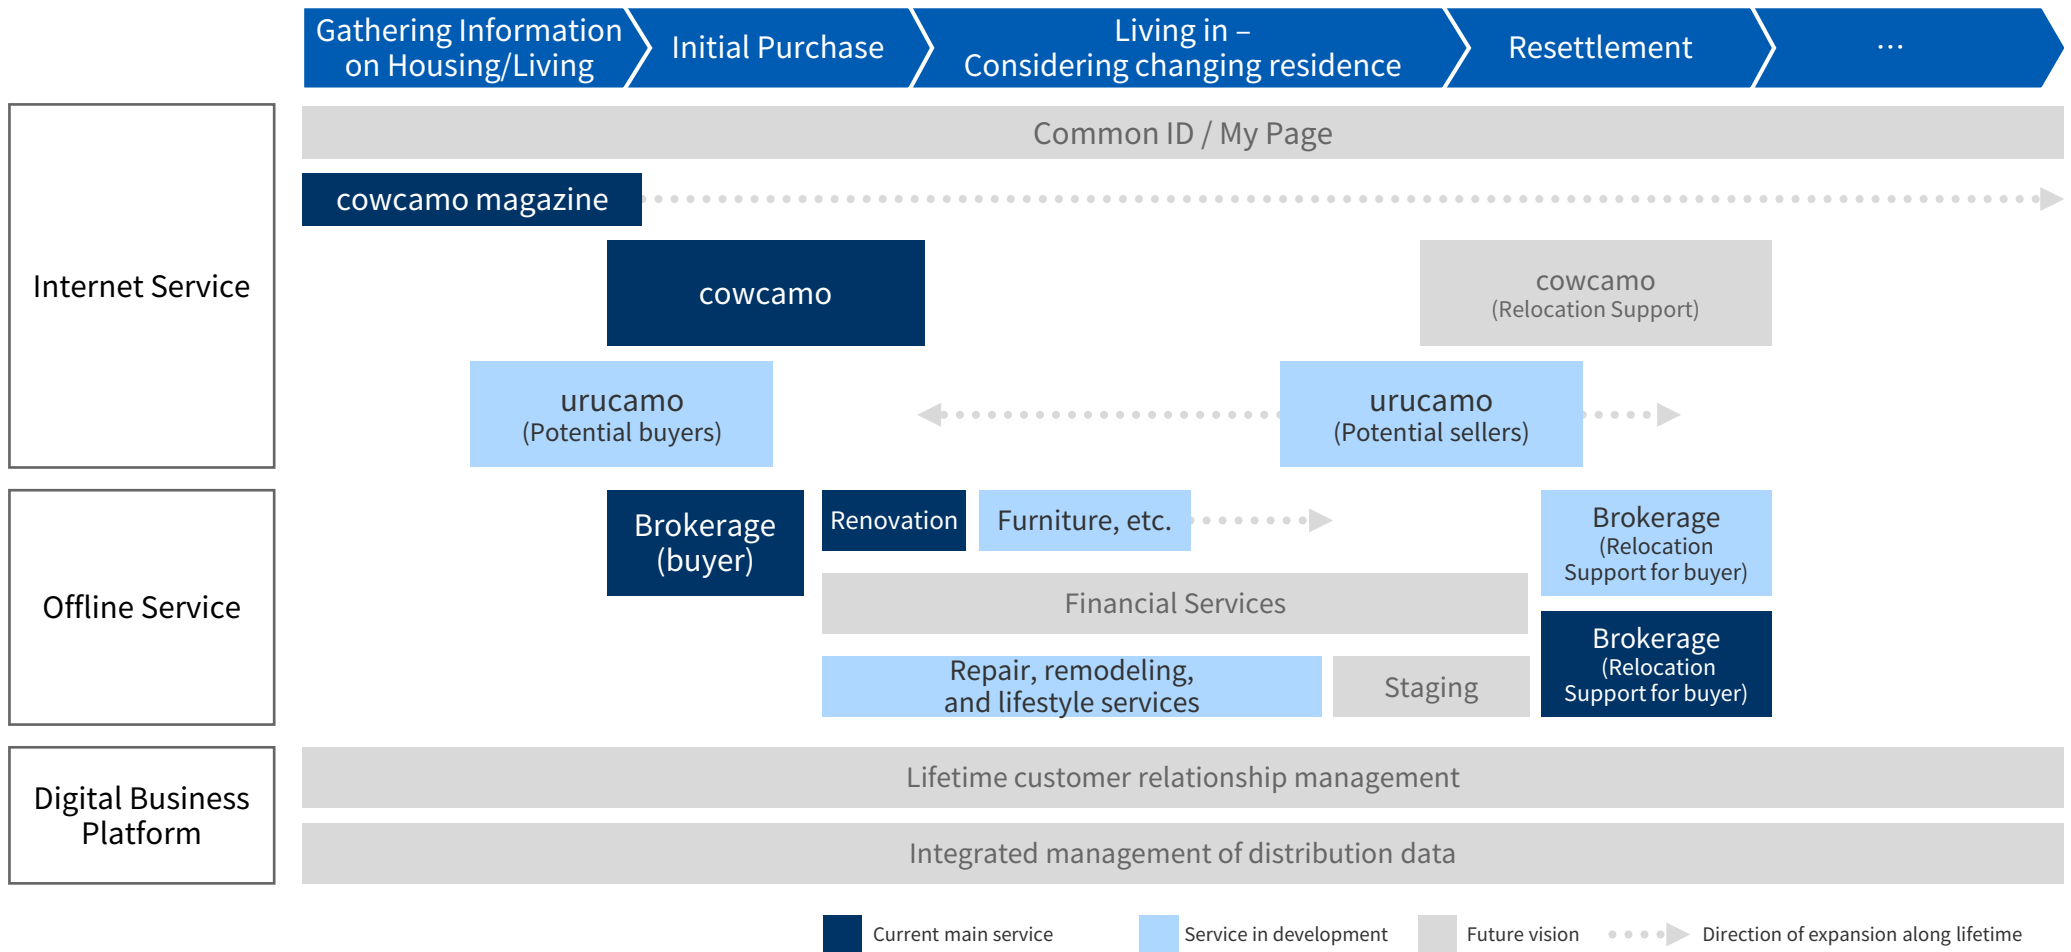 Gathering Information
on Housing/Living
Initial Purchase
Living in –
Considering changing residence
Resettlement
…
Internet Service
Common ID / My Page
cowcamo magazine
cowcamo
cowcamo
(Relocation Support)
urucamo
(Potential buyers)
urucamo
(Potential sellers)
Offline Service
Brokerage
(buyer)
Renovation
Furniture, etc.
Brokerage
(Relocation
Support for buyer)
Financial Services
Brokerage
(Relocation
Support for buyer)
Repair, remodeling,
and lifestyle services
Staging
Digital Business
Platform
Lifetime customer relationship management
Integrated management of distribution data
Current main service
Service in development
Future vision
Direction of expansion along lifetime